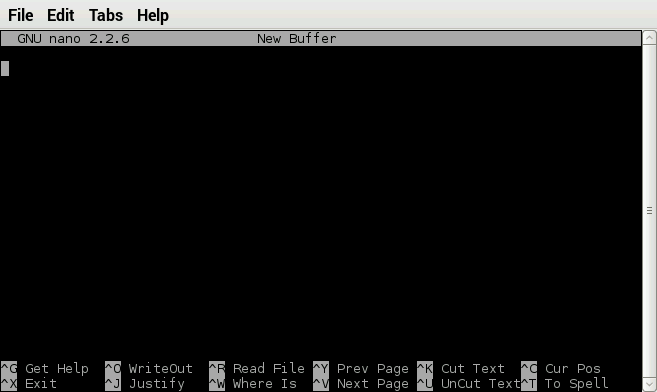 File Edit Tabs Help
GNU nano 2.2.6 New Buffer
^G Get Help ^O WriteOut ^R Read File ^Y Prev Page ^K Cut Text ^C Cur Pos
^X Exit ^J Justify ^W Where Is ^V Next Page ^U UnCut Text ^T To Spell